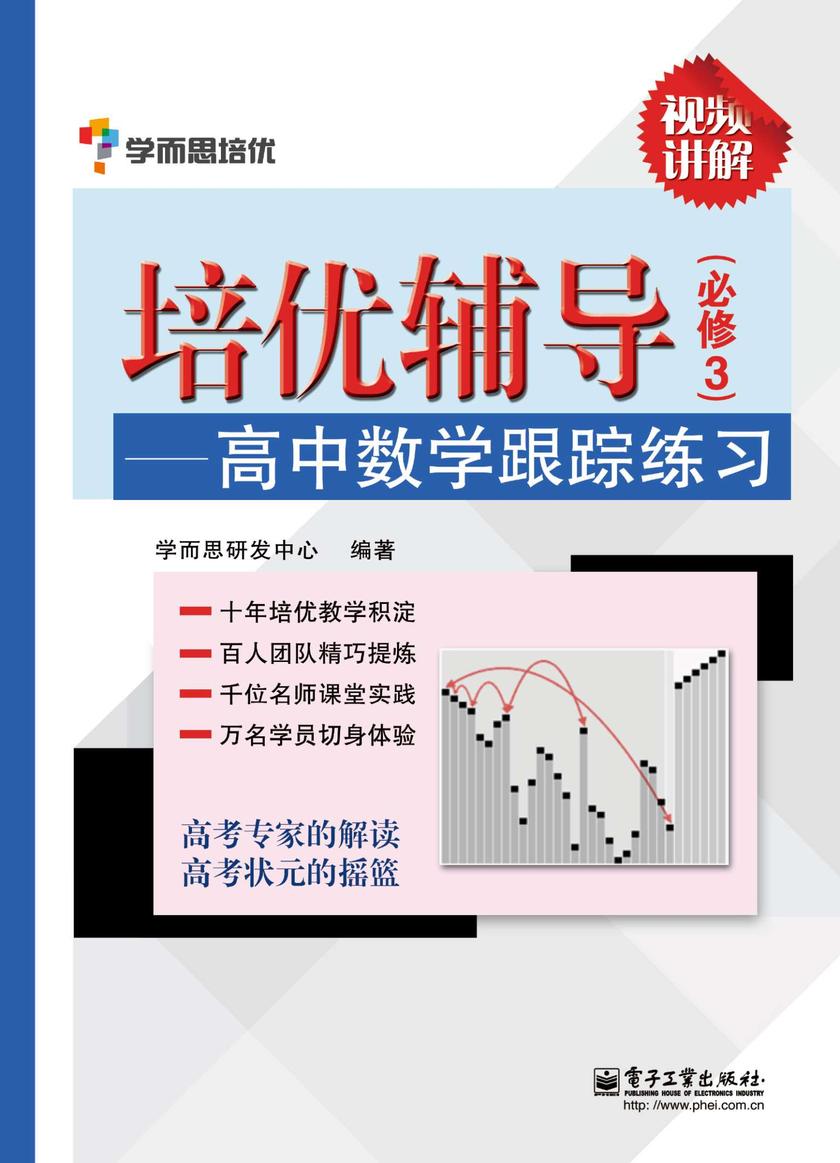 学而思培优
视频
讲解
培优辅导
(必修3)
——高中数学跟踪练习
学而思研发中心 编著
十年培优教学积淀
百人团队精巧提炼
千位名师课堂实践
万名学员切身体验
高考专家的解读
高考状元的摇篮
電子工業出版社·
PUBLISHING HOUSE OF ELECTRONICS INDUSTRY
http: //www.phei.com.cn